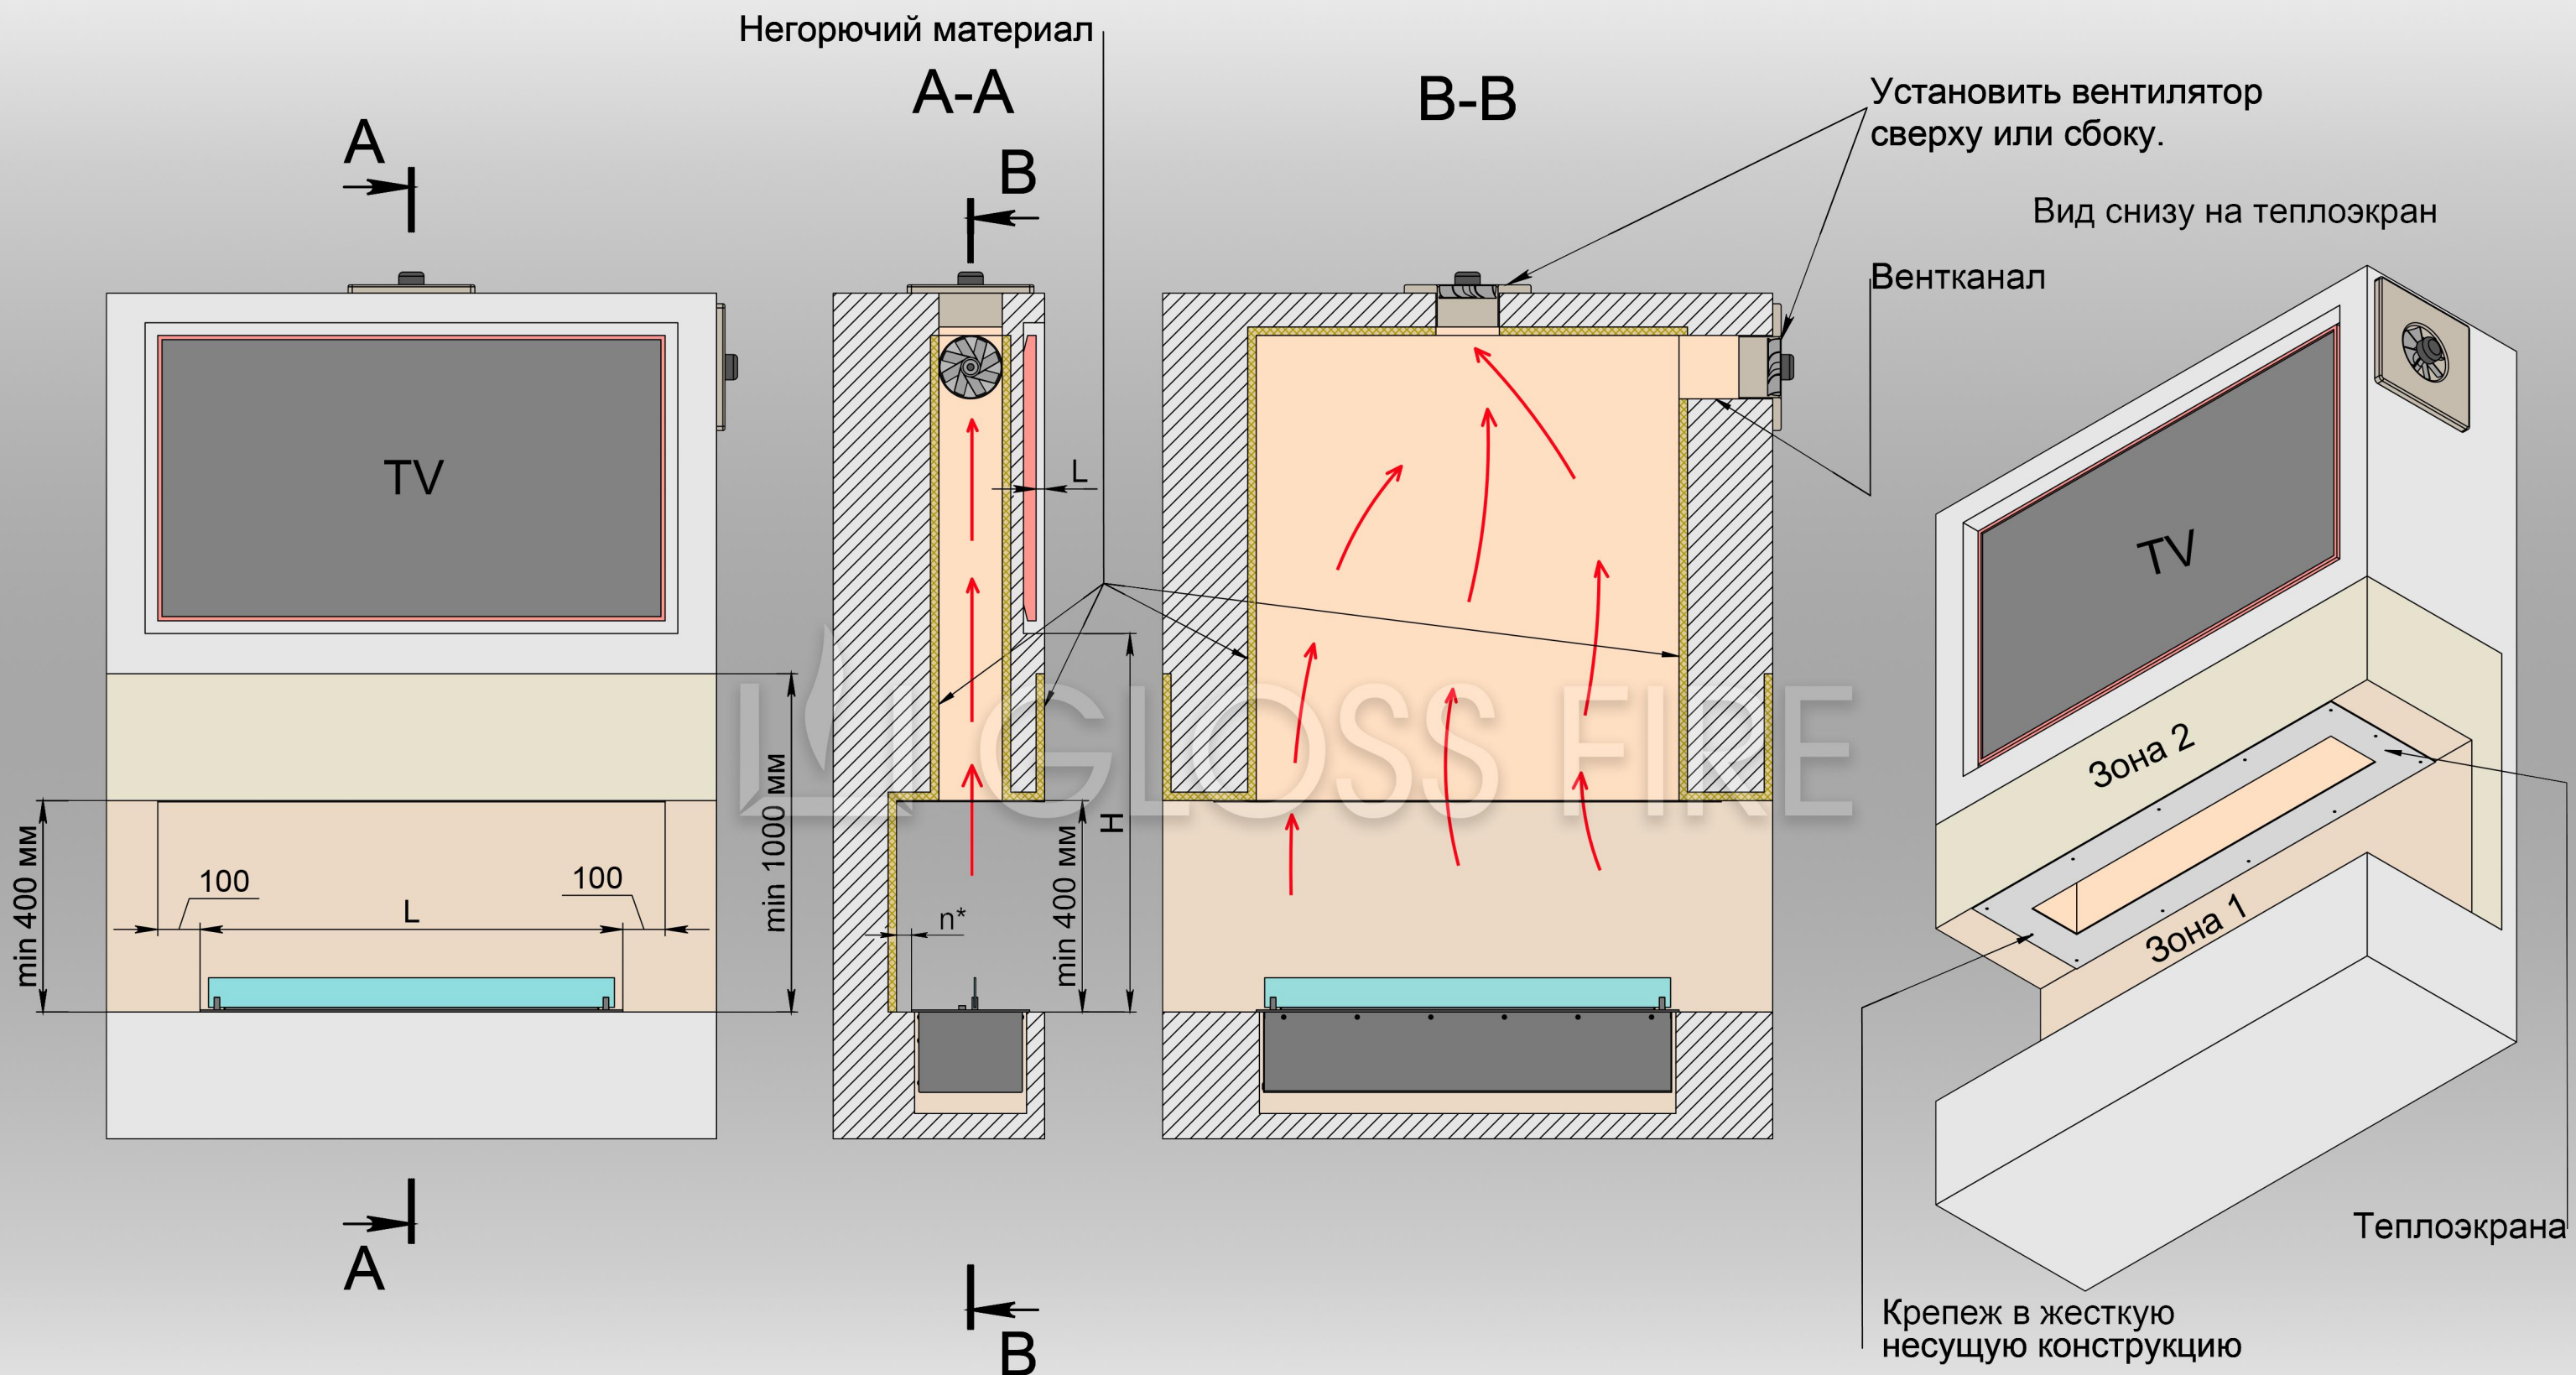 Негорючий материал
A-A
B-B
Установить вентилятор
сверху или сбоку.
A
B
Вид снизу на теплоэкран
Вентканал
TV
L
TV
GLOSS FIRE
Зона 2
min 1000 мм
H
min 400 мм
100
100
L
min 400 мм
n*
Зона 1
A
B
Теплоэкрана
Крепеж в жесткую
несущую конструкцию